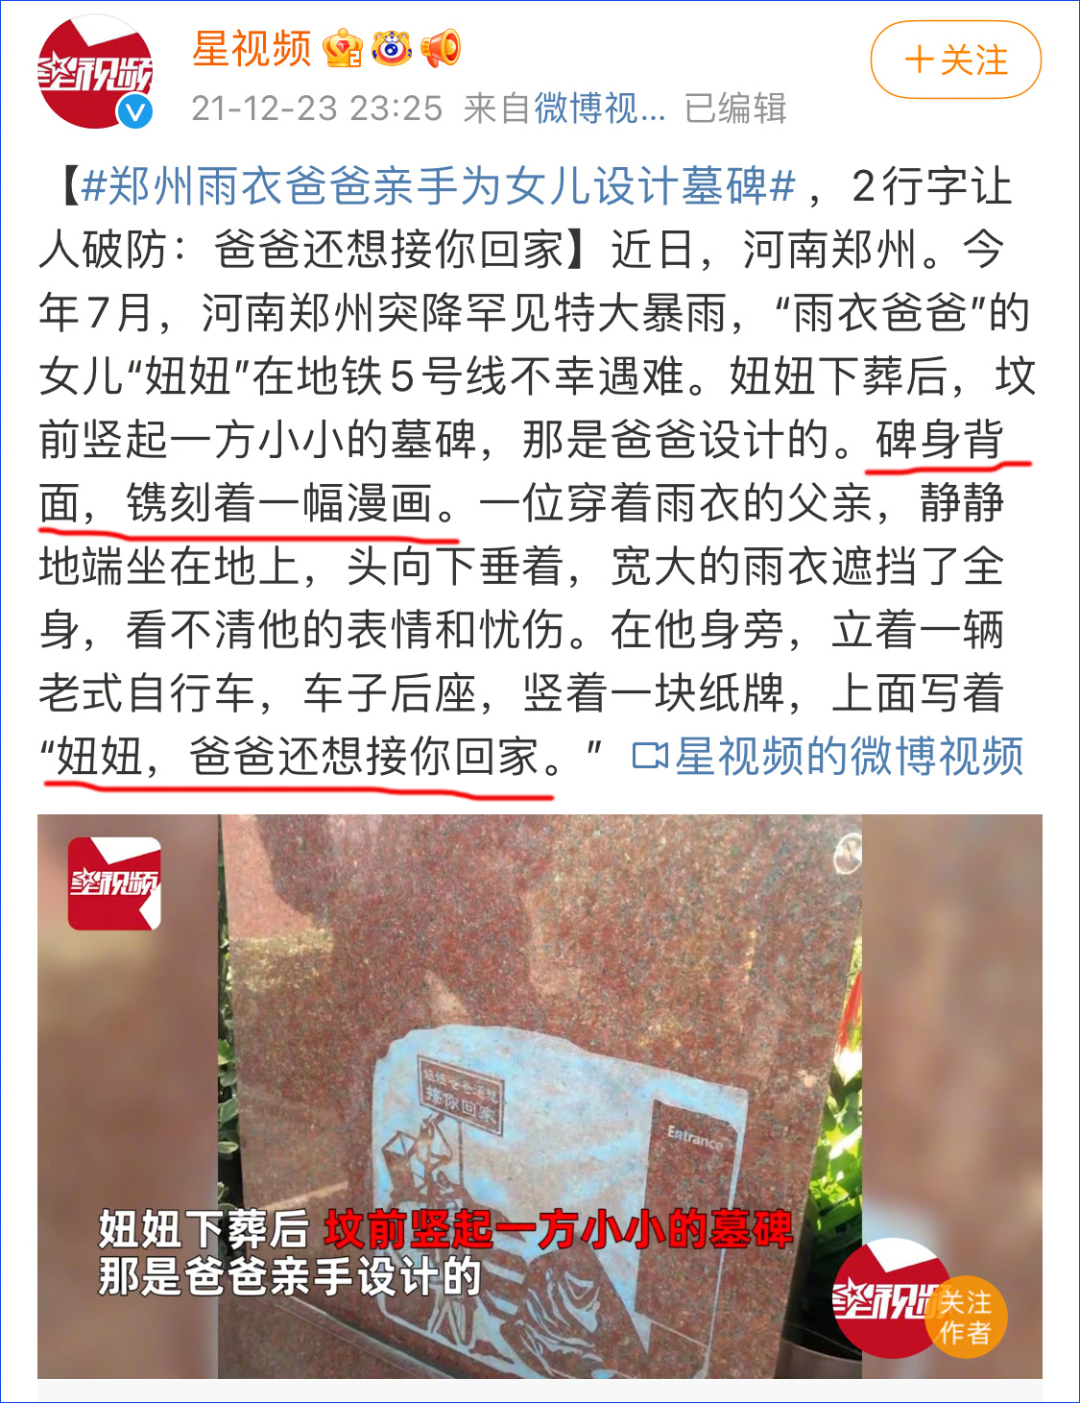 星视频
21-12-23 23:25 来自微博视... 已编辑
十关注
【#郑州雨衣爸爸亲手为女儿设计墓碑#，2行字让
人破防：爸爸还想接你回家】近日，河南郑州。今
年7月，河南郑州突降罕见特大暴雨，“雨衣爸爸”的
女儿“妞妞”在地铁5号线不幸遇难。妞妞下葬后，坟
前竖起一方小小的墓碑，那是爸爸设计的。碑身背
面，镌刻着一幅漫画。一位穿着雨衣的父亲，静静
地端坐在地上，头向下垂着，宽大的雨衣遮挡了全
身，看不清他的表情和忧伤。在他身旁，立着一辆
老式自行车，车子后座，竖着一块纸牌，上面写着
“妞妞，爸爸还想接你回家。” 星视频的微博视频
星视频
妞妞爸爸还想
接你回家
Entrance
妞妞下葬后 坟前竖起一方小小的墓碑
那是爸爸亲手设计的
星视频
关注
作者